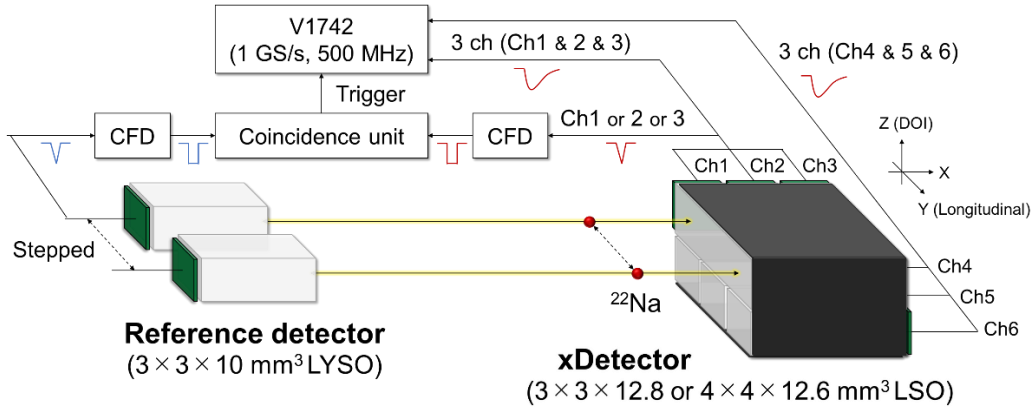 V1742
(1 GS/s, 500 MHz)
3 ch (Ch1 & 2 & 3)
3 ch (Ch4 & 5 & 6)
Trigger
CFD
Coincidence unit
CFD
Ch1 or 2 or 3
Ch1
Ch2
Ch3
Z (DOI)
X
Y (Longitudinal)
Stepped
²²Na
Ch4
Ch5
Ch6
Reference detector
(3 × 3 × 10 mm³ LYSO)
xDetector
(3 × 3 × 12.8 or 4 × 4 × 12.6 mm³ LSO)